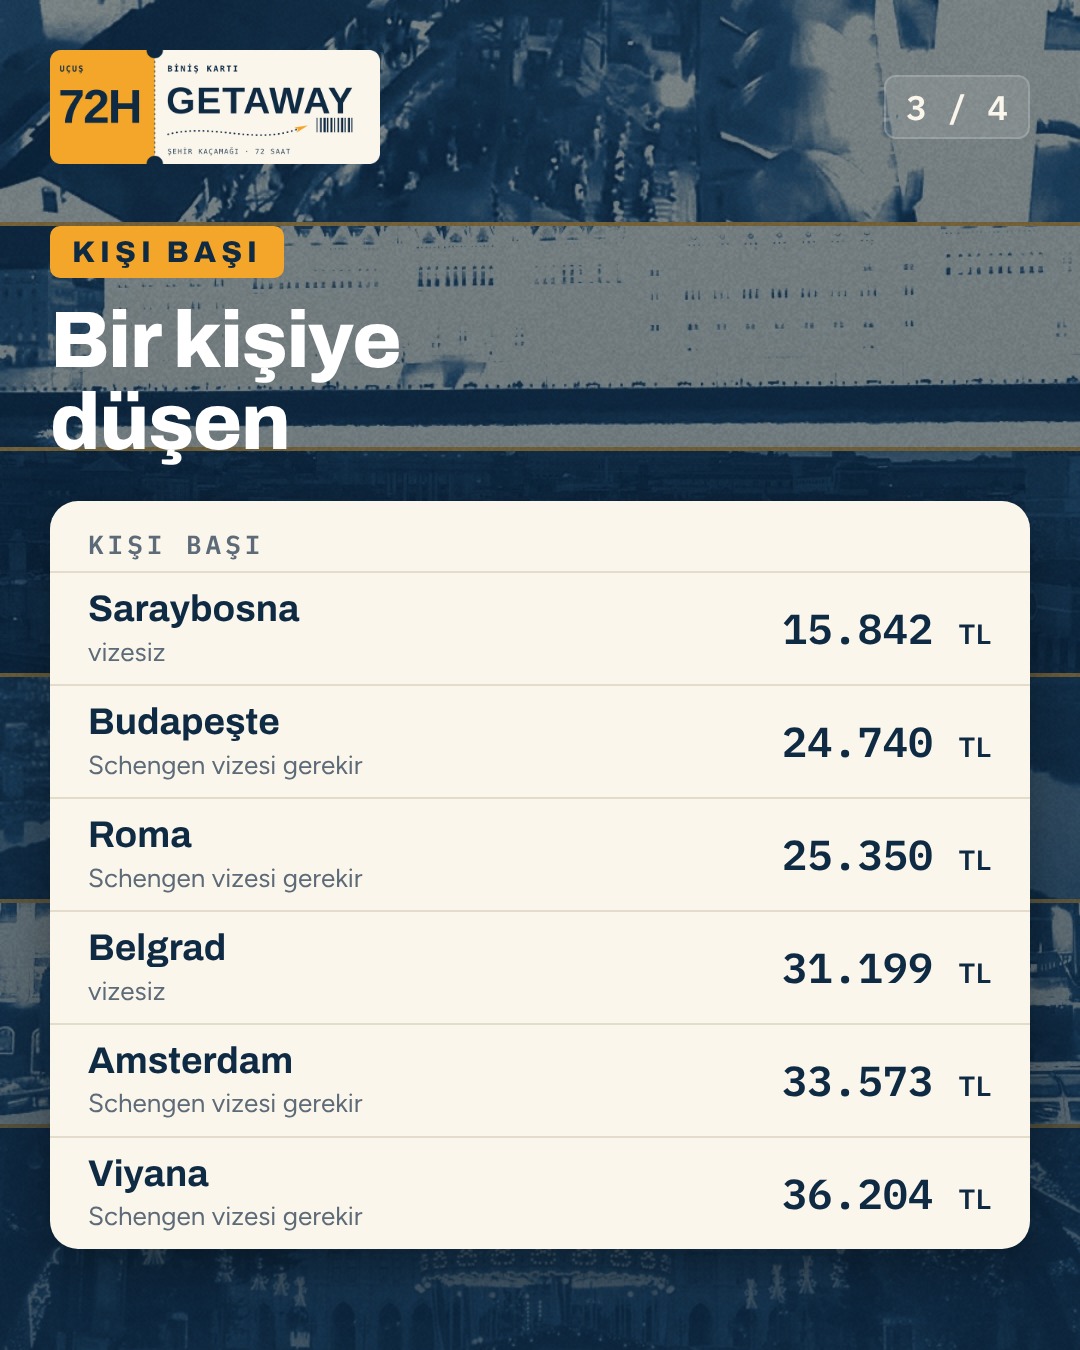 UÇUŞ
72H
BİNİŞ KARTI
GETAWAY
ŞEHİR KAÇAMAĞI · 72 SAAT
3 / 4
KIŞI BAŞI
Bir kişiye
düşen
KIŞI BAŞI
Saraybosna
vizesiz
15.842 TL
Budapeşte
Schengen vizesi gerekir
24.740 TL
Roma
Schengen vizesi gerekir
25.350 TL
Belgrad
vizesiz
31.199 TL
Amsterdam
Schengen vizesi gerekir
33.573 TL
Viyana
Schengen vizesi gerekir
36.204 TL